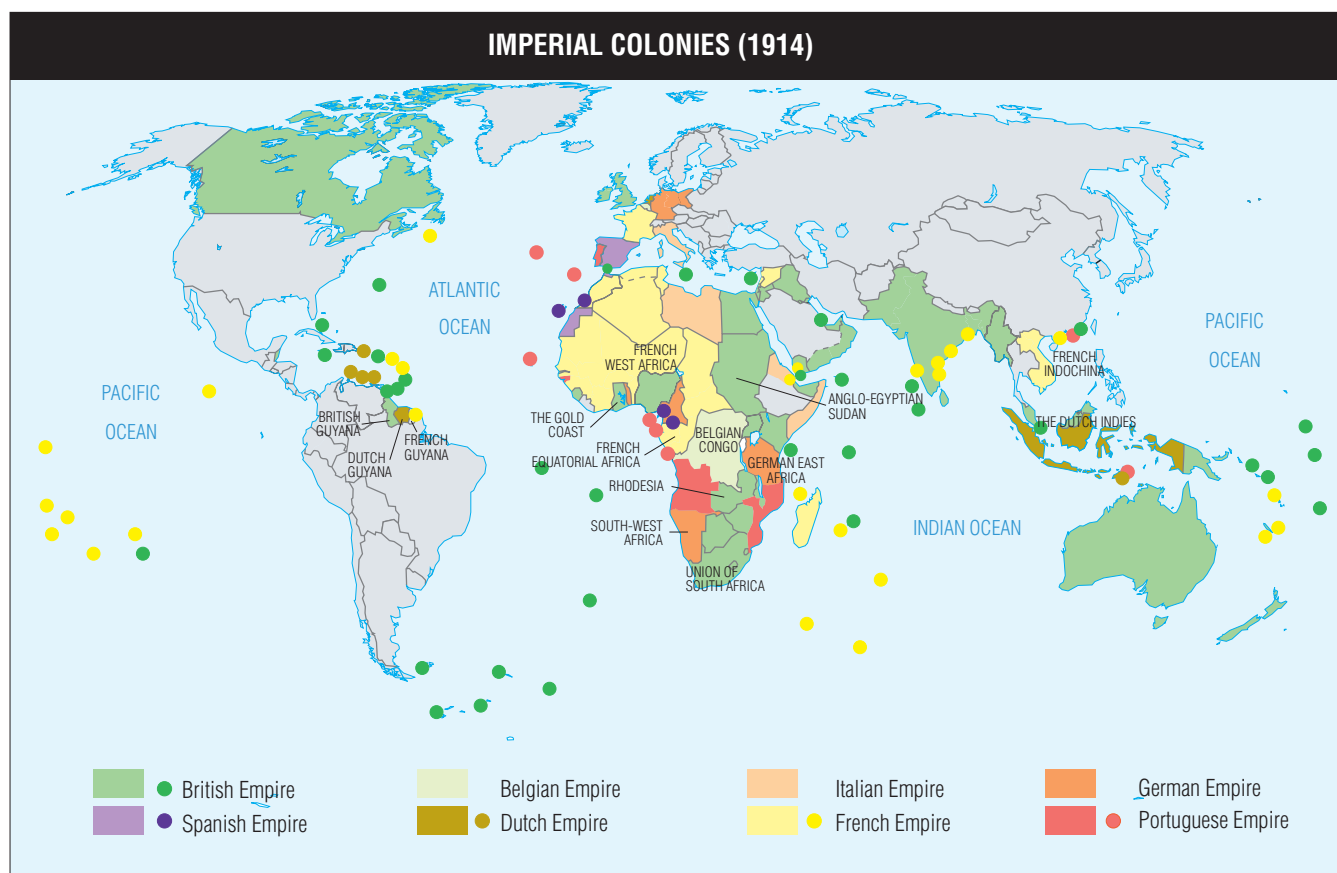 IMPERIAL COLONIES (1914)
ATLANTIC
OCEAN
PACIFIC
OCEAN
PACIFIC
OCEAN
FRENCH
WEST AFRICA
FRENCH
INDOCHINA
ANGLO-EGYPTIAN
SUDAN
THE GOLD
COAST
BRITISH
GUYANA
FRENCH
GUYANA
DUTCH
GUYANA
BELGIAN
CONGO
THE DUTCH INDIES
FRENCH
EQUATORIAL AFRICA
GERMAN EAST
AFRICA
RHODESIA
SOUTH-WEST
AFRICA
INDIAN OCEAN
UNION OF
SOUTH AFRICA
British Empire
Belgian Empire
Italian Empire
German Empire
Spanish Empire
Dutch Empire
French Empire
Portuguese Empire